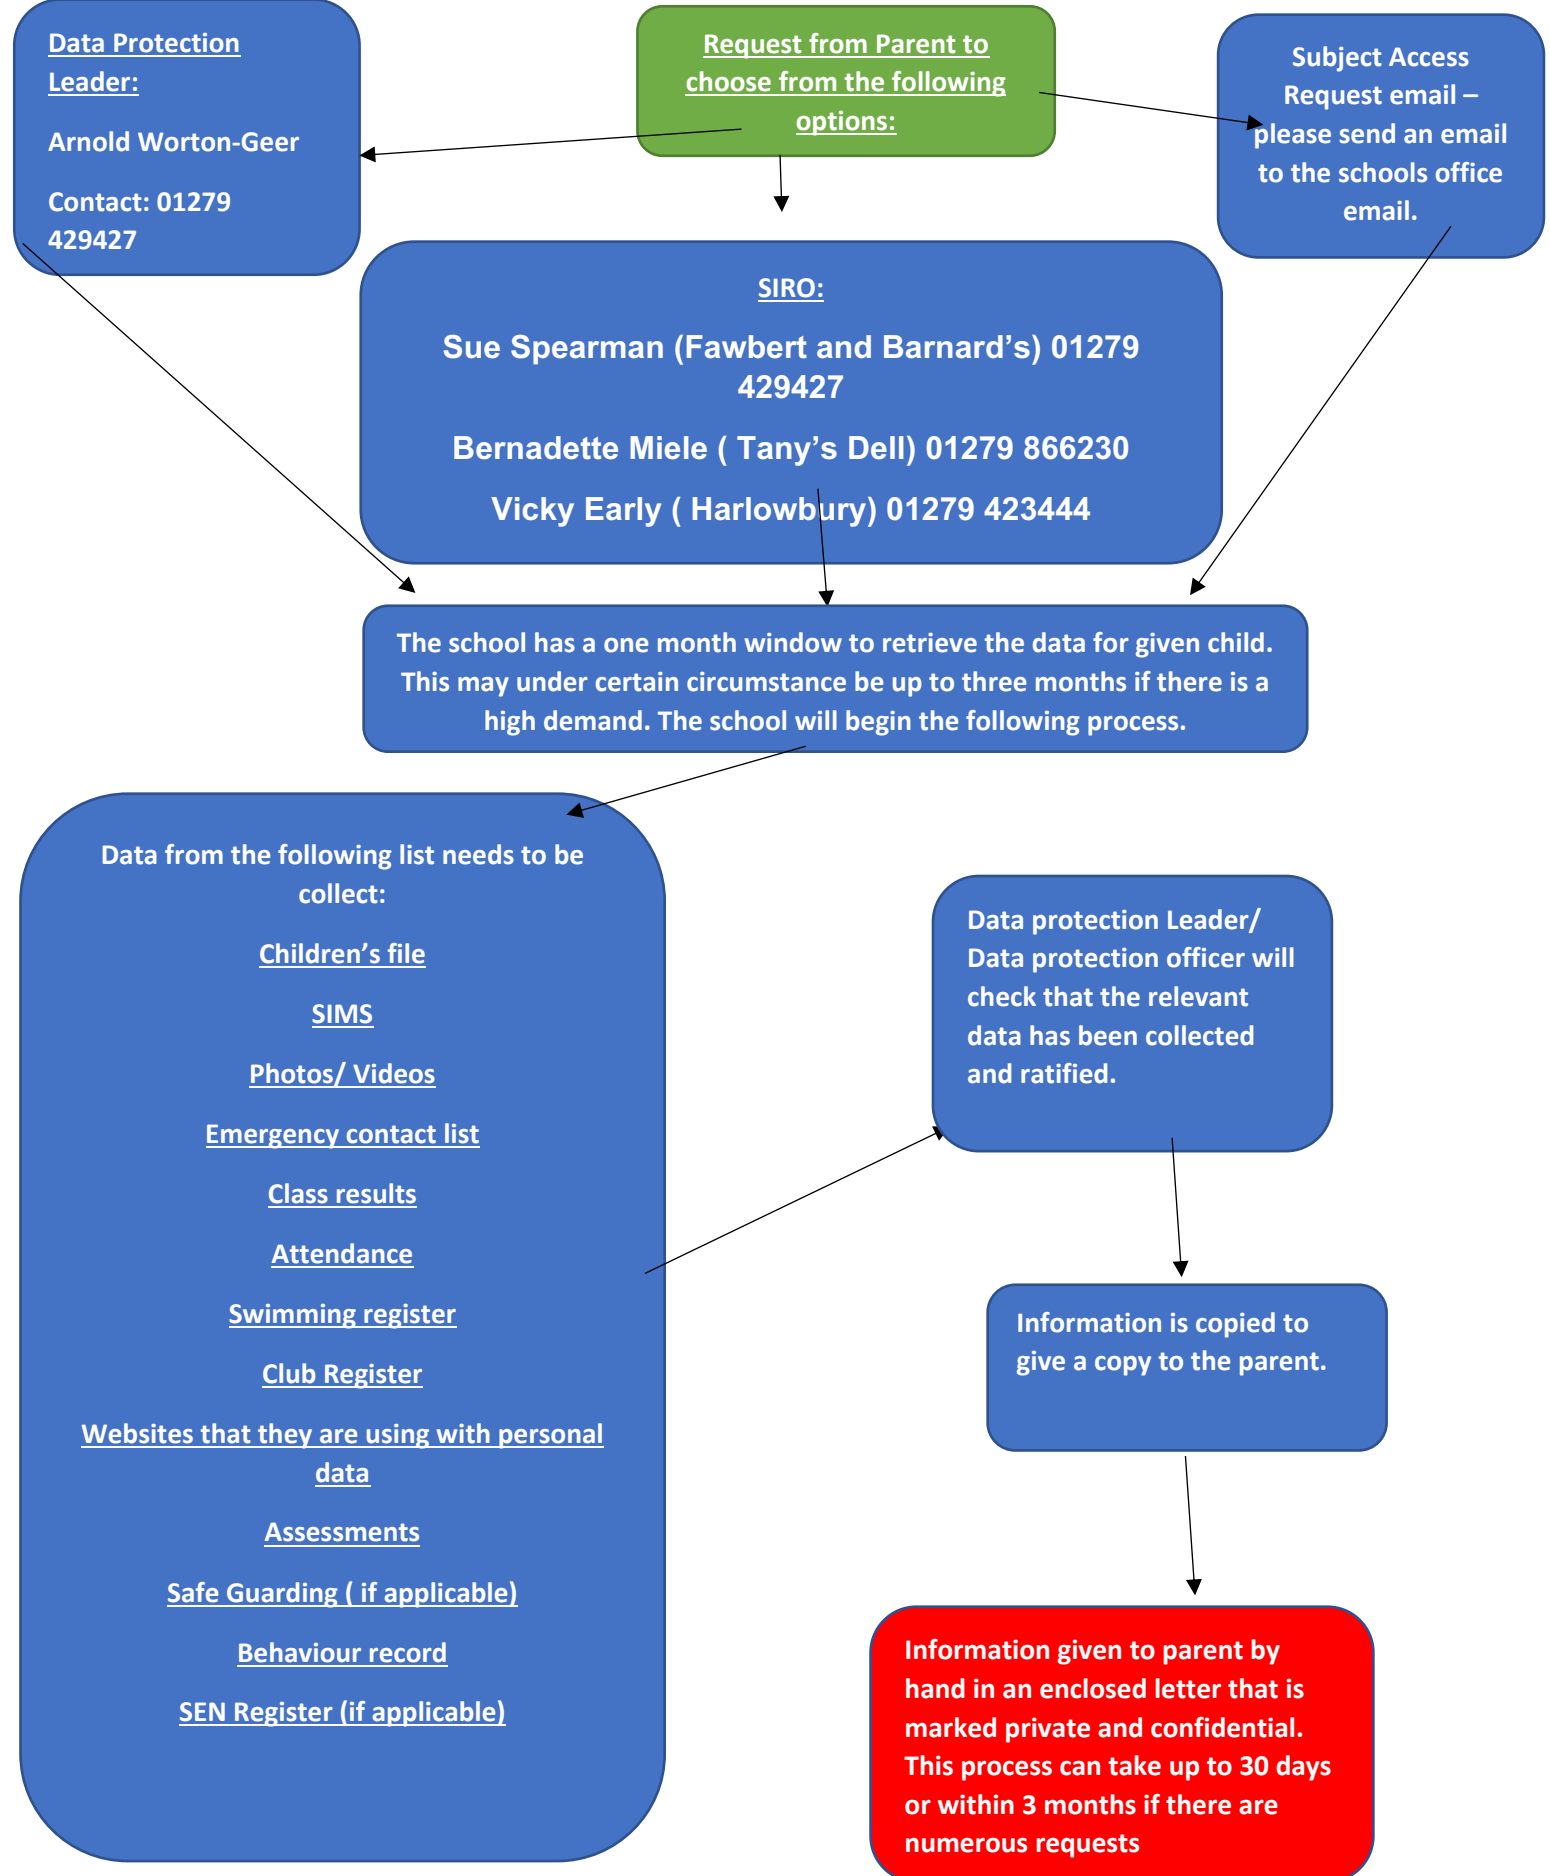 Data Protection
Leader:
Arnold Worton-Geer
Contact: 01279
429427
Request from Parent to
choose from the following
options:
Subject Access
Request email –
please send an email
to the schools office
email.
SIRO:
Sue Spearman (Fawbert and Barnard’s) 01279
429427
Bernadette Miele ( Tany’s Dell) 01279 866230
Vicky Early ( Harlowbury) 01279 423444
The school has a one month window to retrieve the data for given child.
This may under certain circumstance be up to three months if there is a
high demand. The school will begin the following process.
Data from the following list needs to be
collect:
Children’s file
SIMS
Photos/ Videos
Emergency contact list
Class results
Attendance
Swimming register
Club Register
Websites that they are using with personal
data
Assessments
Safe Guarding ( if applicable)
Behaviour record
SEN Register (if applicable)
Data protection Leader/
Data protection officer will
check that the relevant
data has been collected
and ratified.
Information is copied to
give a copy to the parent.
Information given to parent by
hand in an enclosed letter that is
marked private and confidential.
This process can take up to 30 days
or within 3 months if there are
numerous requests